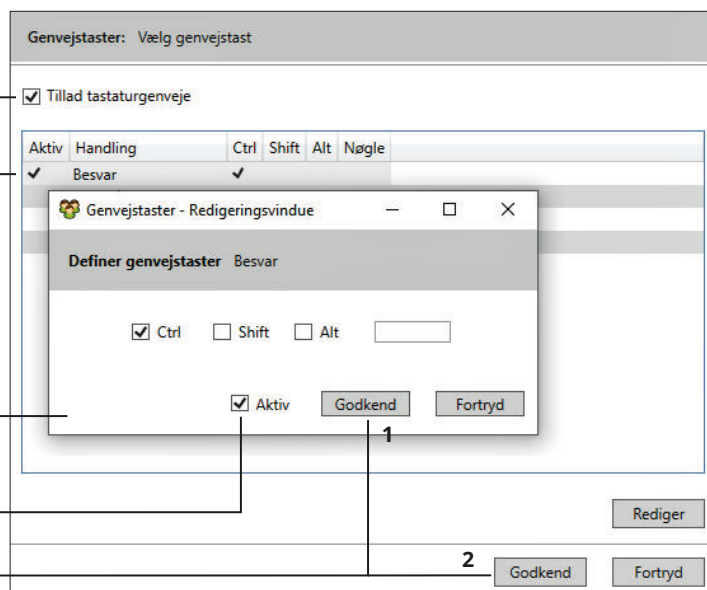 Genvejstaster: Vælg genvejstast
Tillad tastaturgenveje
Aktiv Handling Ctrl Shift Alt Nøgle
Besvar
Genvejstaster - Redigeringsvindue
Definer genvejstaster Besvar
Ctrl Shift Alt
Aktiv Godkend Fortryd
1
Rediger
2
Godkend Fortryd